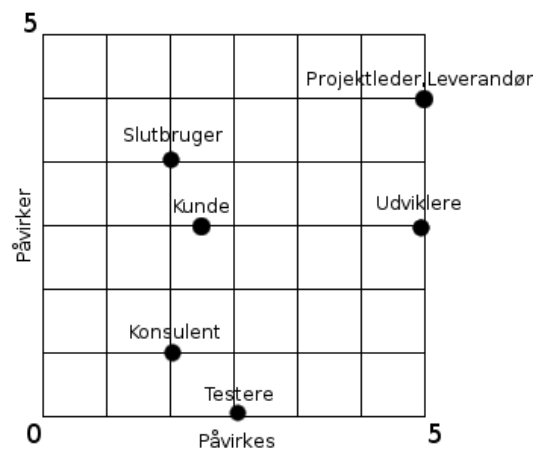 5
Projektleder,Leverandør
Slutbruger
Kunde
Udviklere
Påvirker
Konsulent
Testere
0
Påvirkes
5